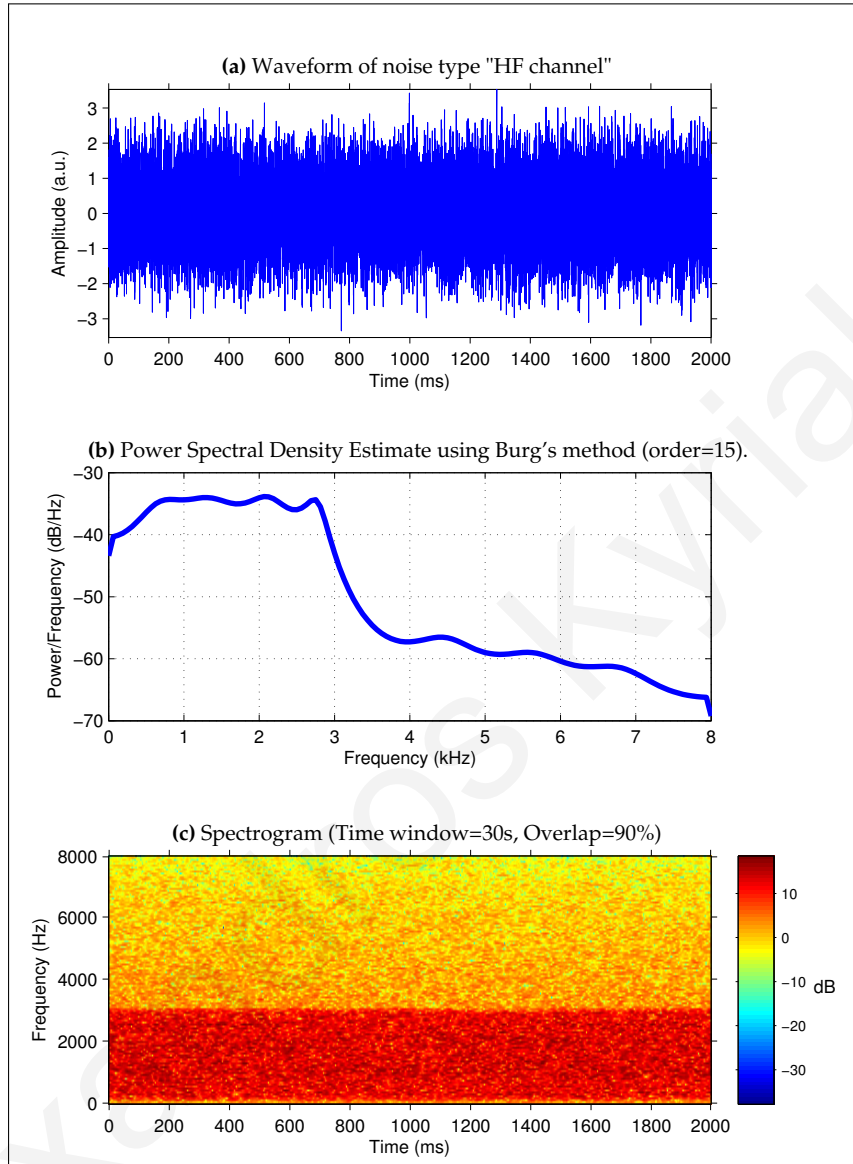 (a) Waveform of noise type "HF channel"
3
2
1
0
−1
−2
−3
Amplitude (a.u.)
0 200 400 600 800 1000 1200 1400 1600 1800 2000
Time (ms)
(b) Power Spectral Density Estimate using Burg's method (order=15).
−30
−40
−50
−60
−70
Power/Frequency (dB/Hz)
0 1 2 3 4 5 6 7 8
Frequency (kHz)
(c) Spectrogram (Time window=30s, Overlap=90%)
8000
6000
4000
2000
0
Frequency (Hz)
0 200 400 600 800 1000 1200 1400 1600 1800 2000
Time (ms)
10
0
−10
−20
−30
dB